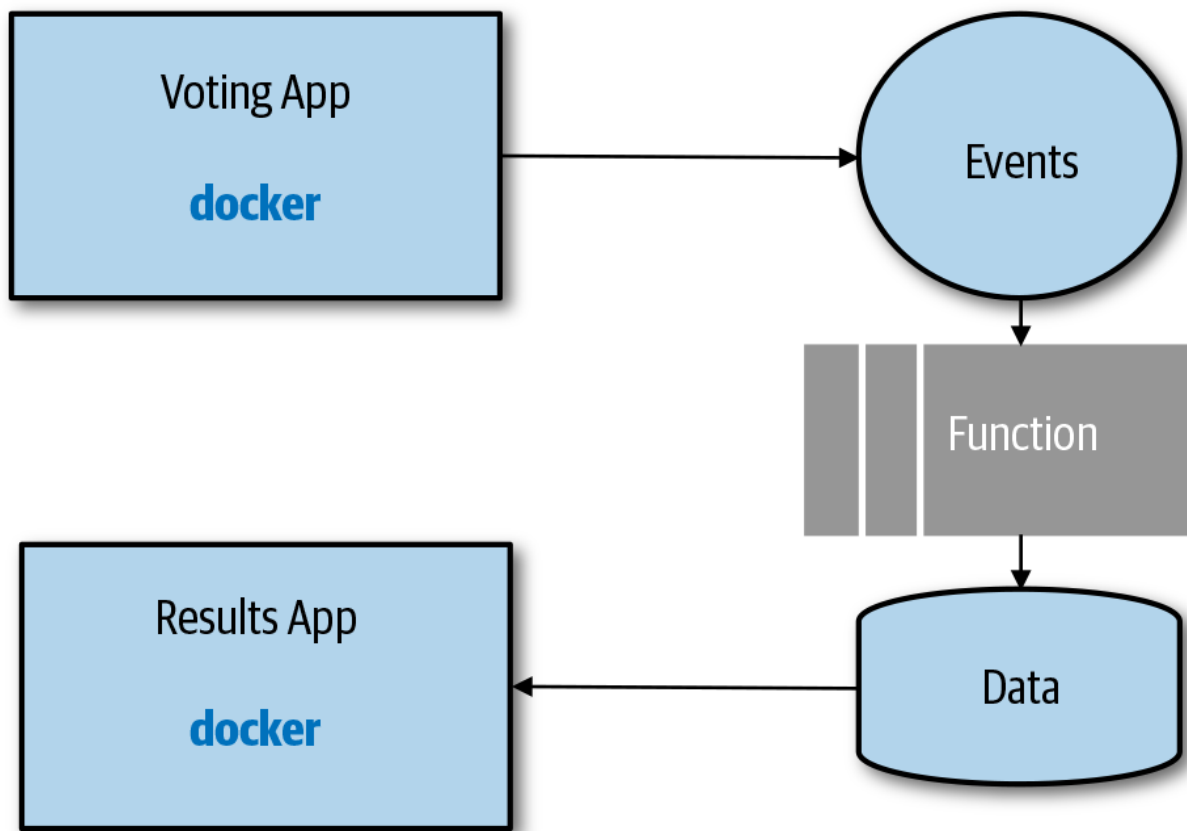 Voting App
docker
Events
Function
Results App
docker
Data